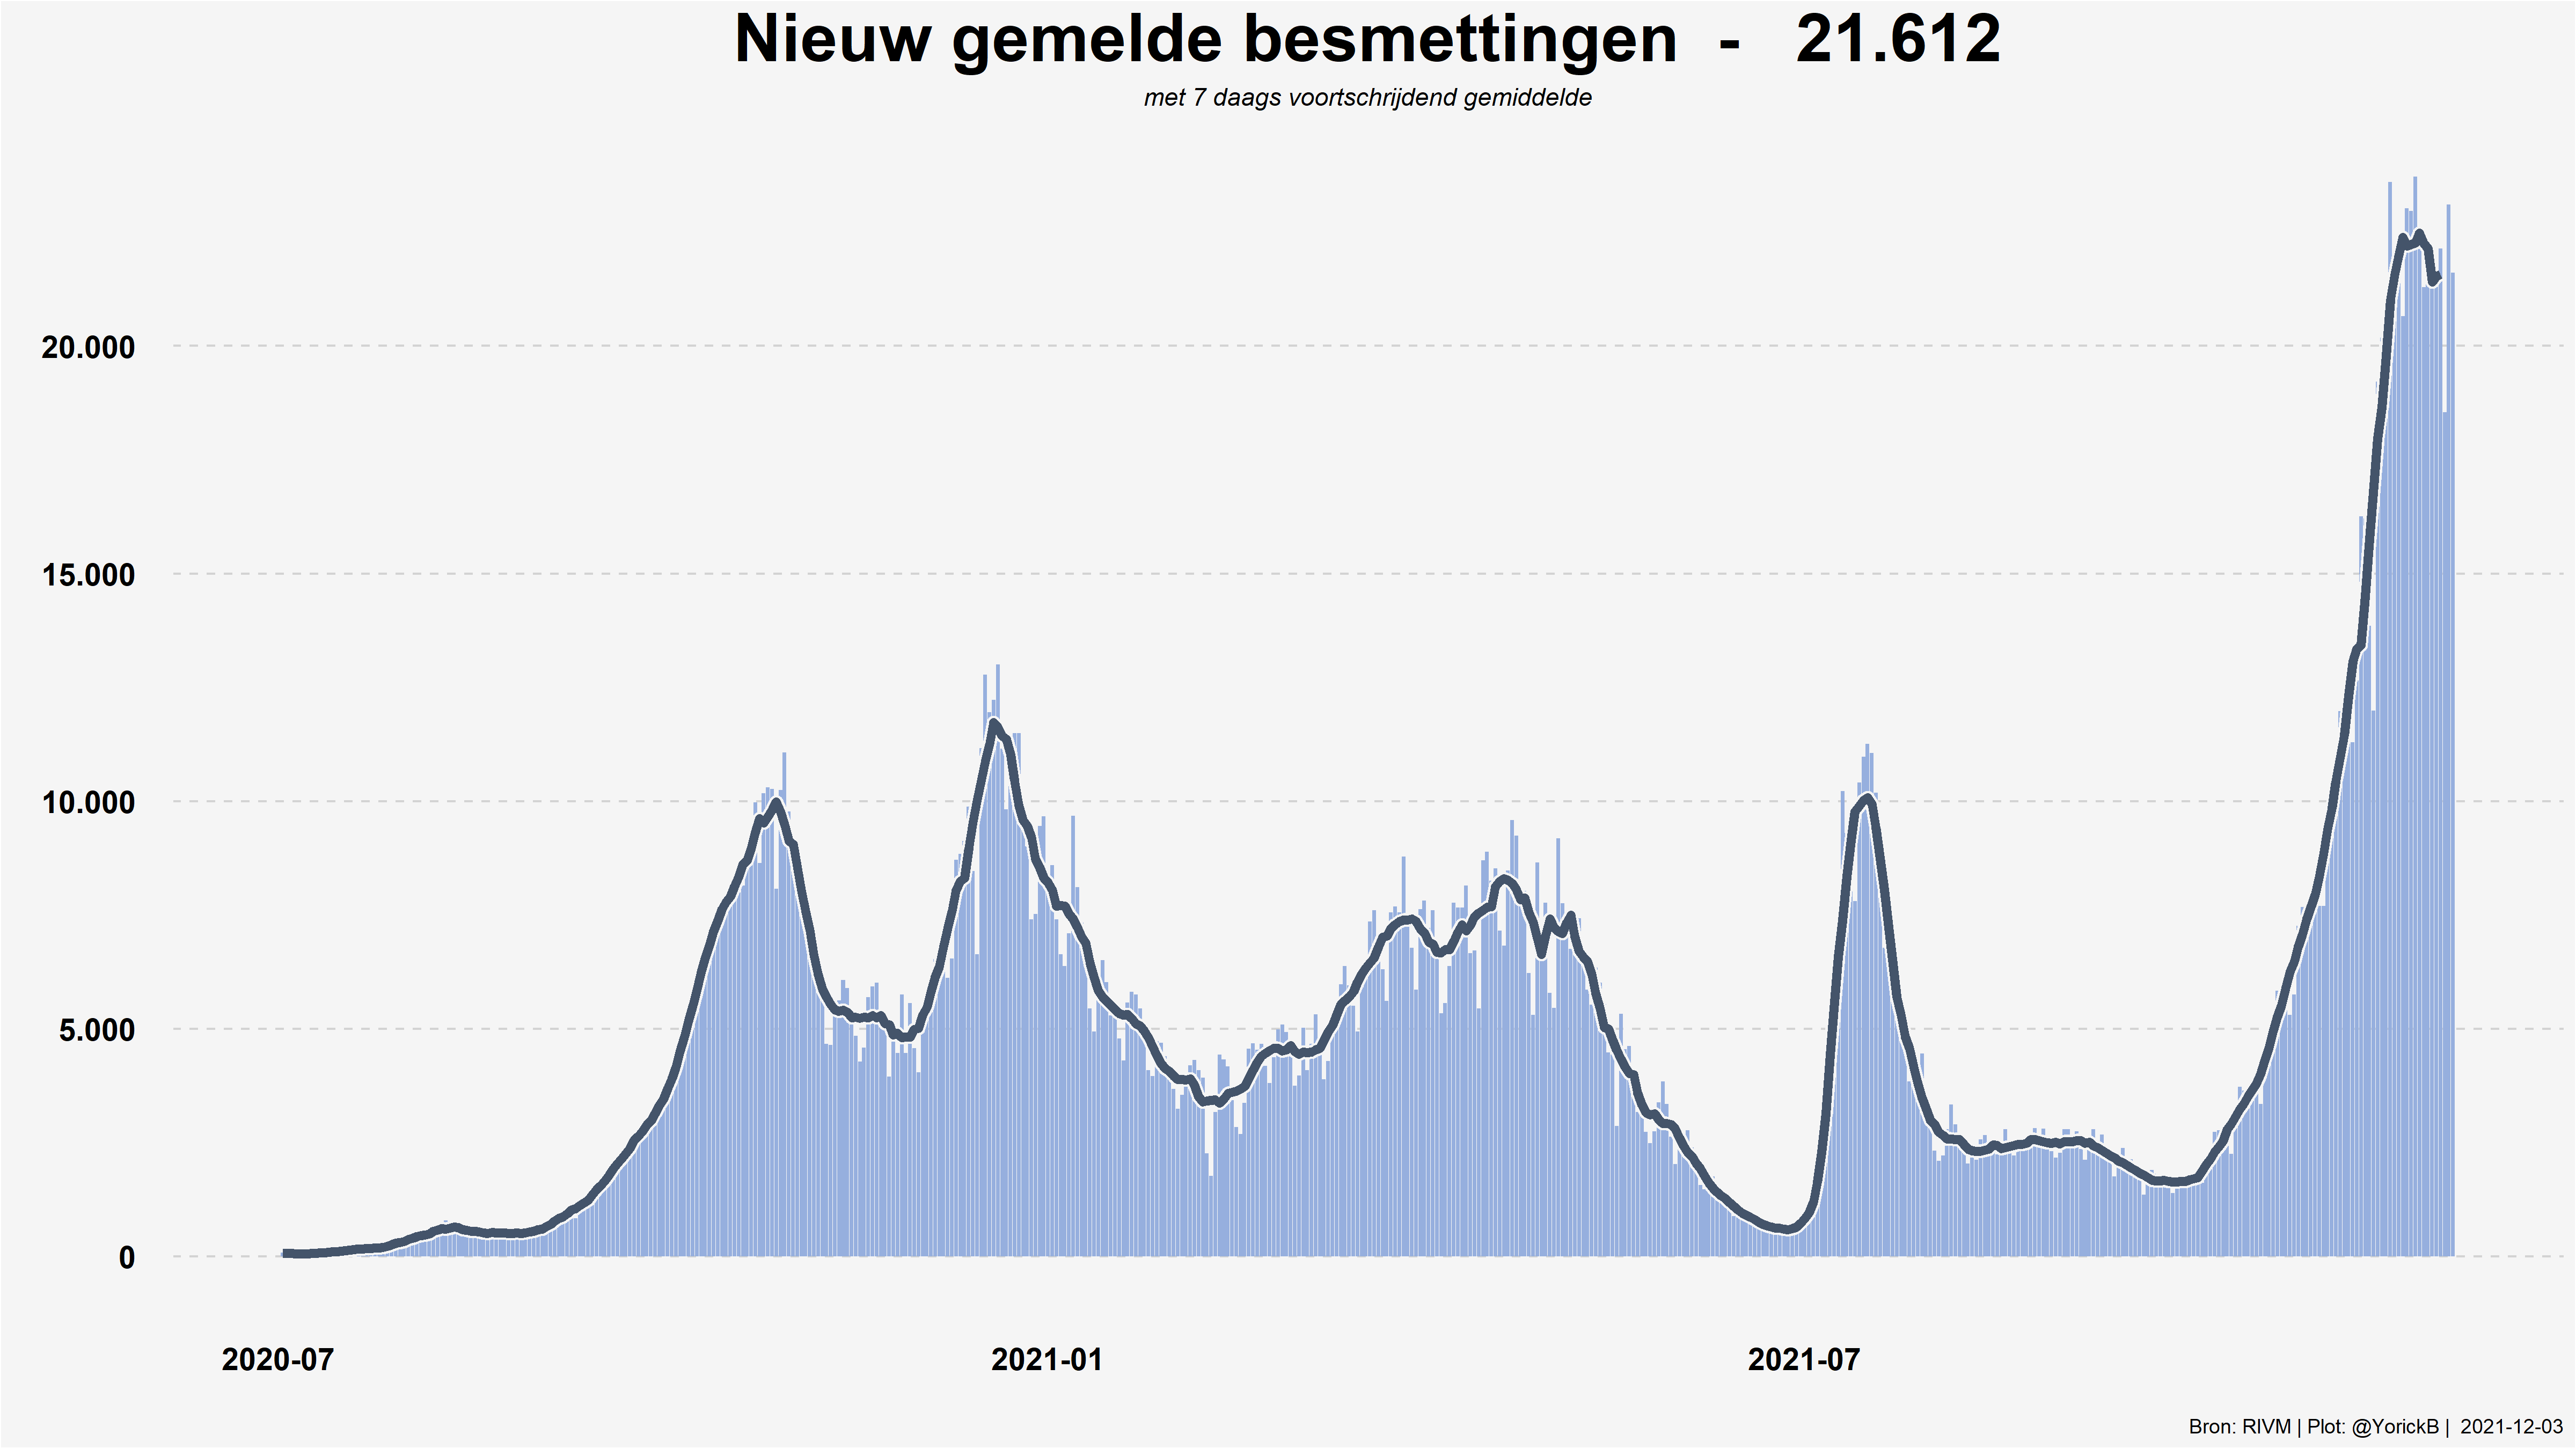 Nieuw gemelde besmettingen - 21.612
met 7 daags voortschrijdend gemiddelde
20.000
15.000
10.000
5.000
0
2020-07 2021-01 2021-07
Bron: RIVM | Plot: @YorickB | 2021-12-03